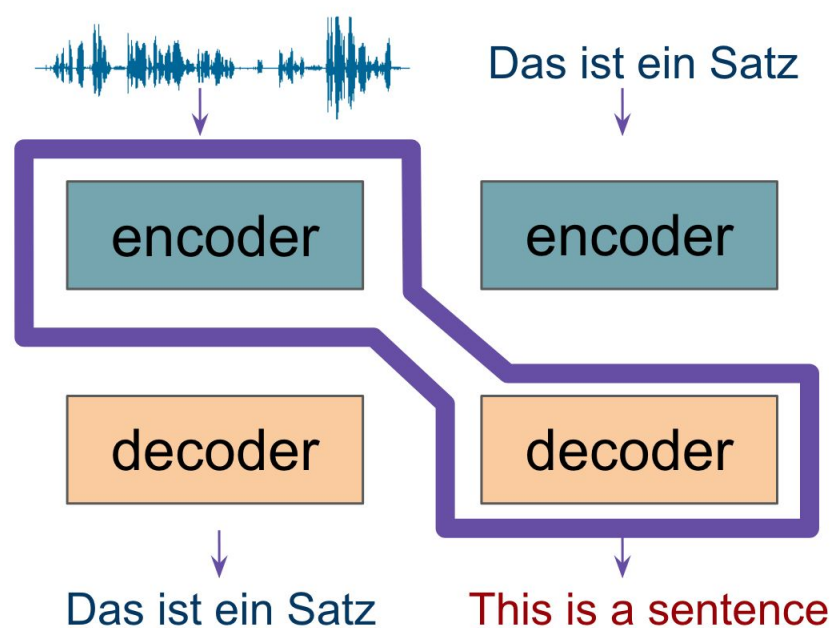 Das ist ein Satz
encoder
encoder
decoder
decoder
Das ist ein Satz
This is a sentence